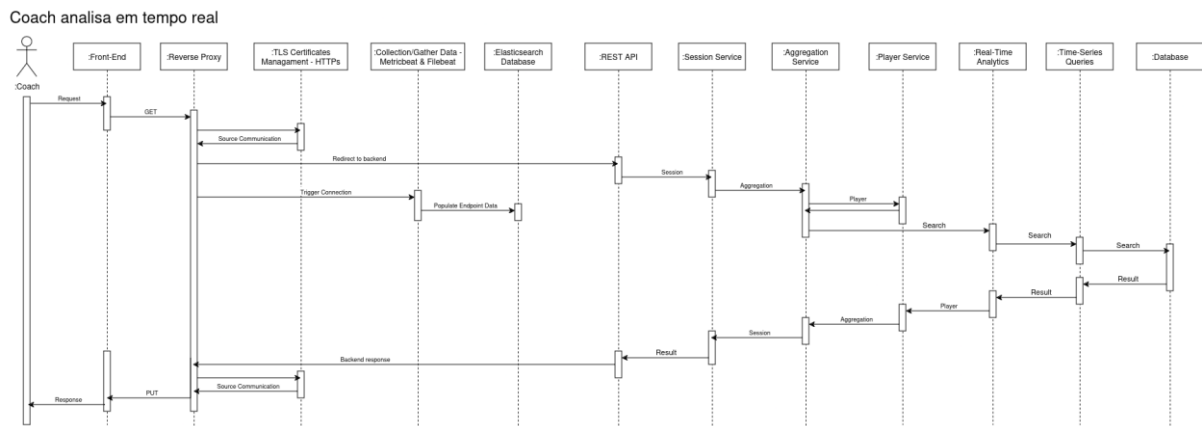 Coach analisa em tempo real
:Coach
:Front-End
:Reverse Proxy
:TLS Certificates
Managament - HTTPs
:Collection/Gather Data -
Metricbeat & Filebeat
:Elasticsearch
Database
:REST API
:Session Service
:Aggregation
Service
:Player Service
:Real-Time
Analytics
:Time-Series
Queries
:Database
Request
GET
Source Communication
Redirect to backend
Session
Aggregation
Trigger Connection
Player
Populate Endpoint Data
Search
Search
Search
Result
Result
Player
Aggregation
Session
Result
Backend response
Source Communication
PUT
Response